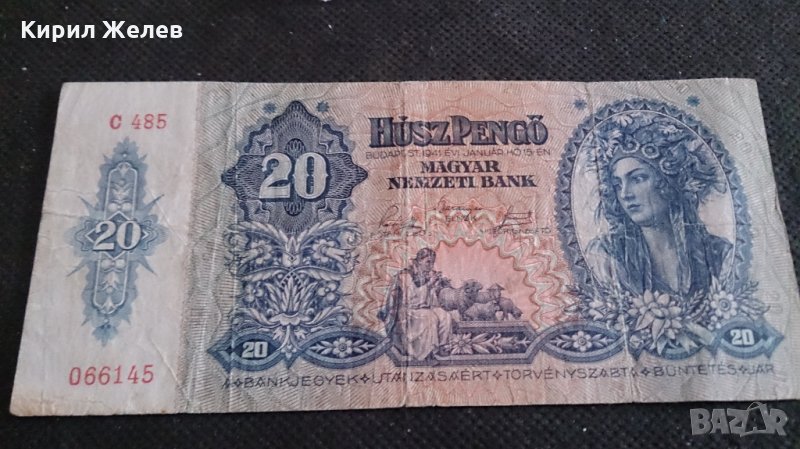 Кирил Желев
C 485
20
HÚSZ PENGŐ
BUDAPEST, 1941. ÉVI JANUÁR HÓ 15-ÉN
MAGYAR
NEMZETI BANK
20
066145
20
20
A BANKJEGYEK UTÁNZÁSÁÉRT TÖRVÉNYSZABTA BÜNTETÉS JÁR
BAZAR